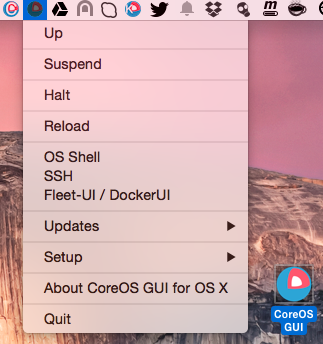 Up
Suspend
Halt
Reload
OS Shell
SSH
Fleet-UI / DockerUI
Updates
Setup
About CoreOS GUI for OS X
Quit
CoreOS
GUI